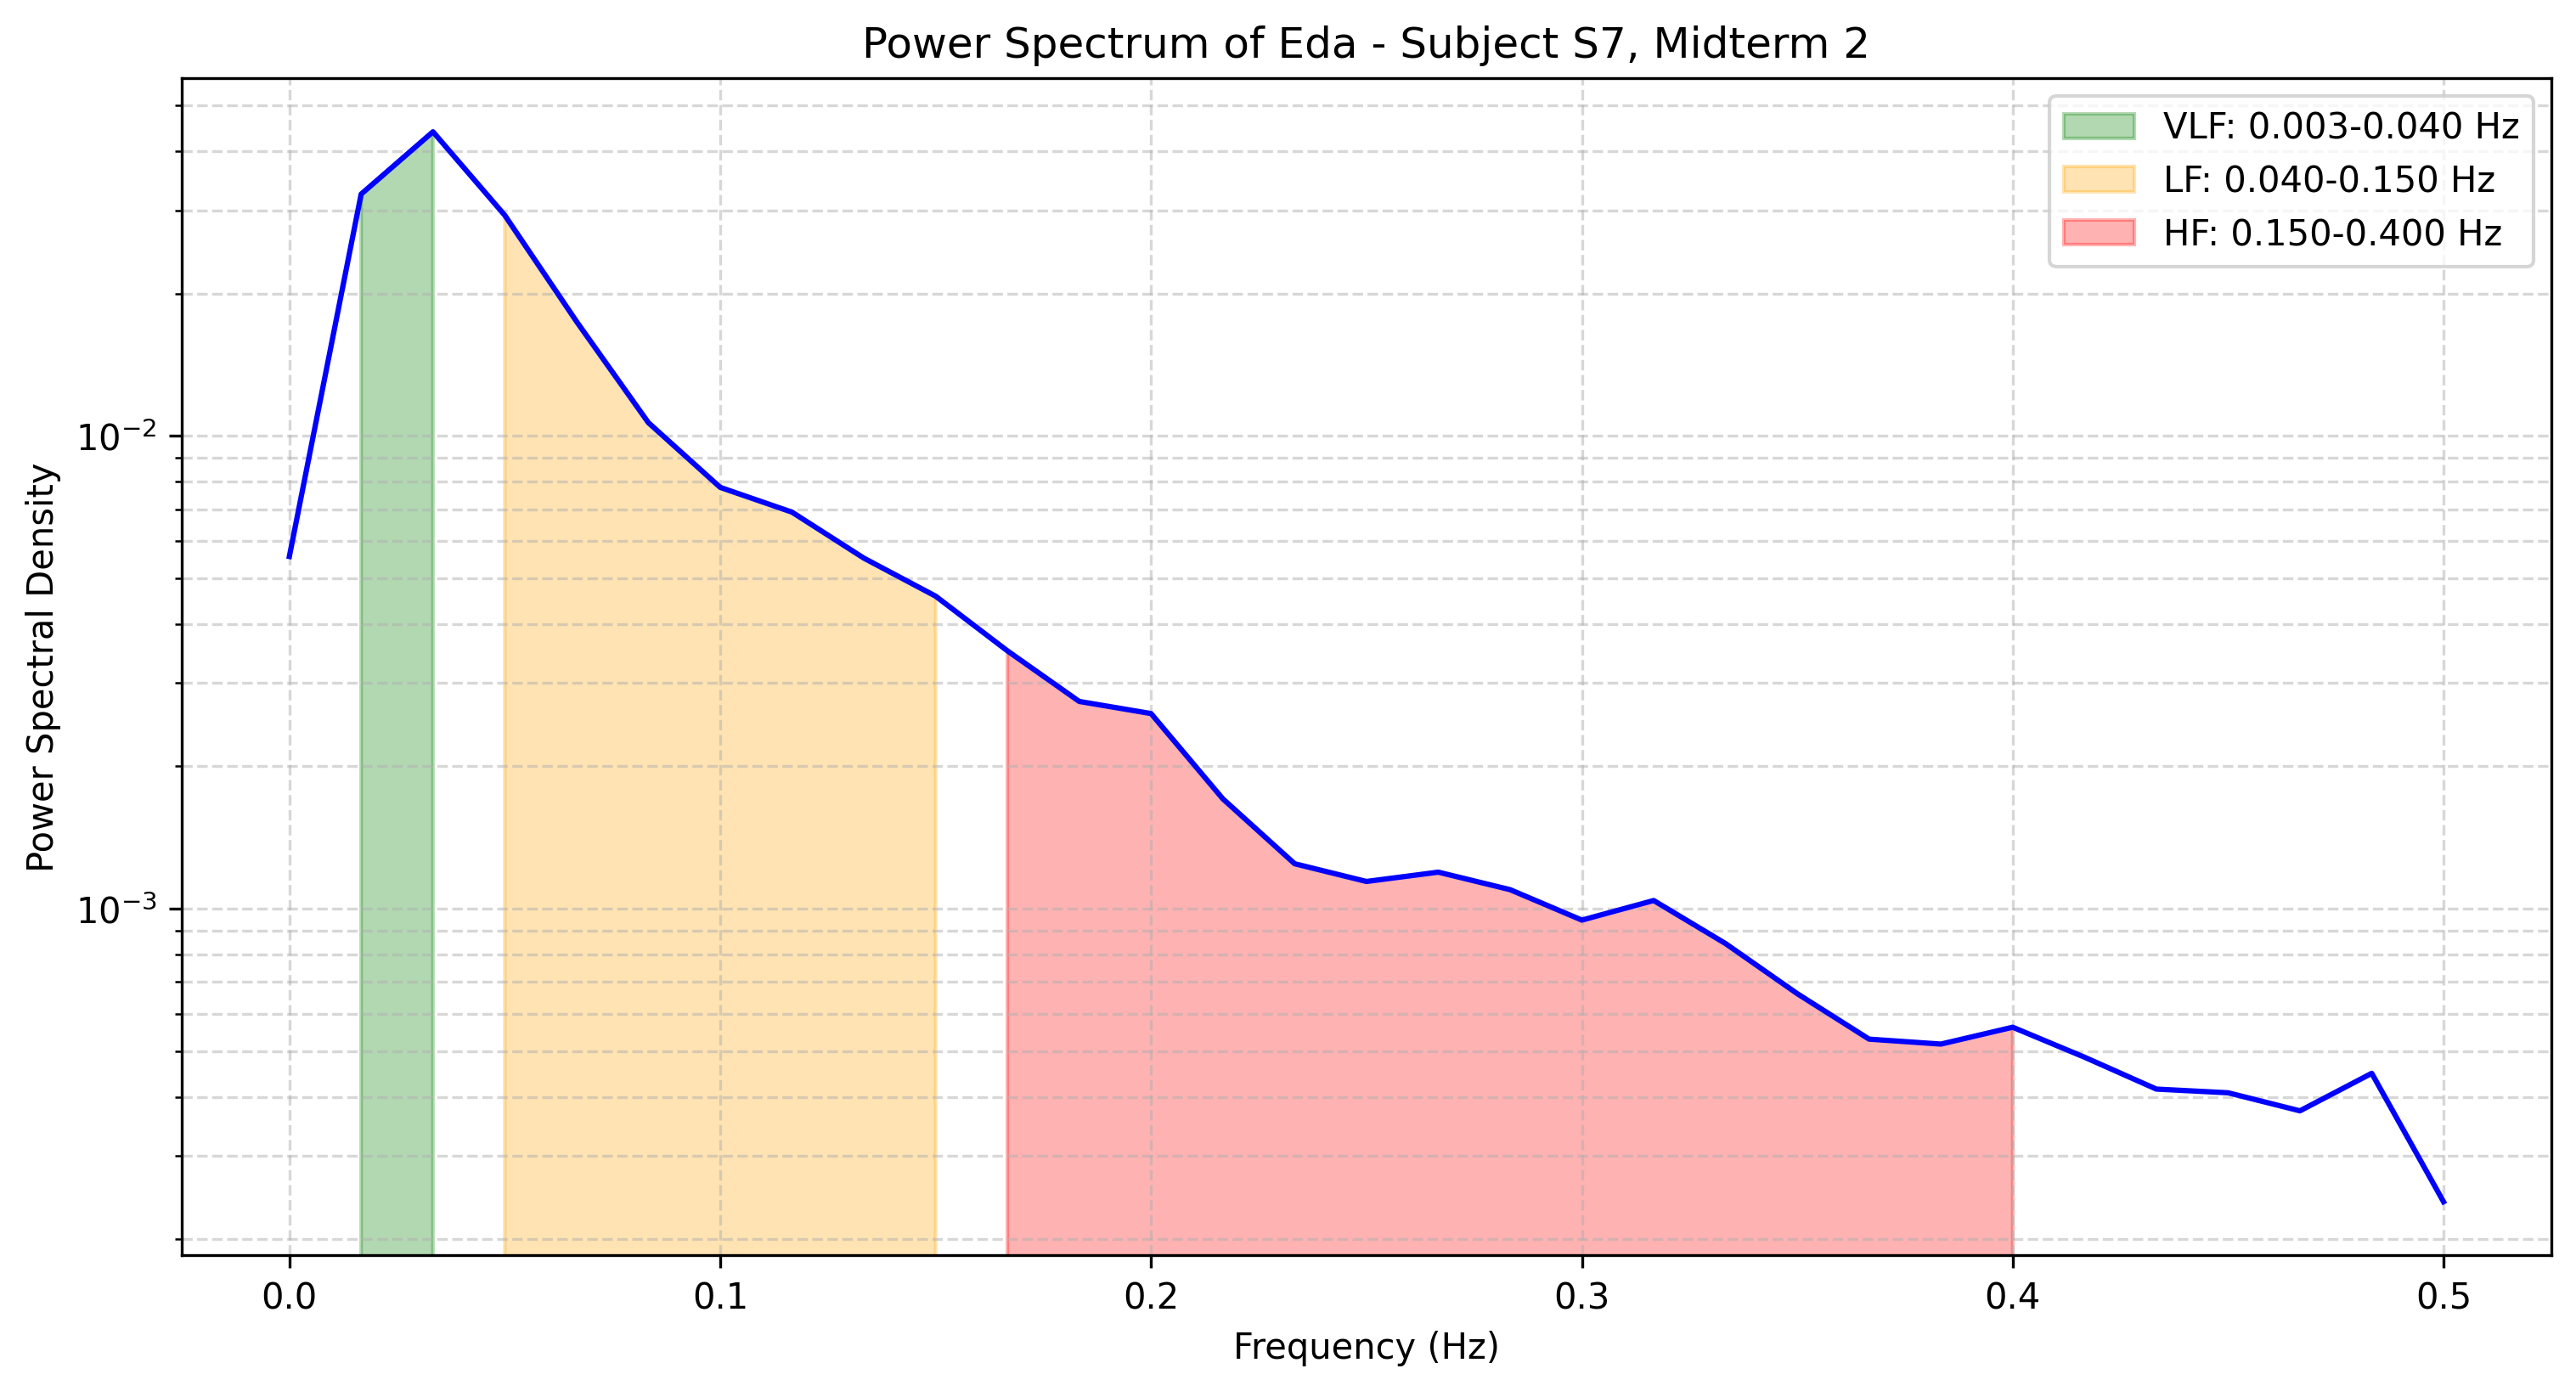 Power Spectrum of Eda - Subject S7, Midterm 2
VLF: 0.003-0.040 Hz
LF: 0.040-0.150 Hz
HF: 0.150-0.400 Hz
Power Spectral Density
10⁻²
10⁻³
0.0 0.1 0.2 0.3 0.4 0.5
Frequency (Hz)